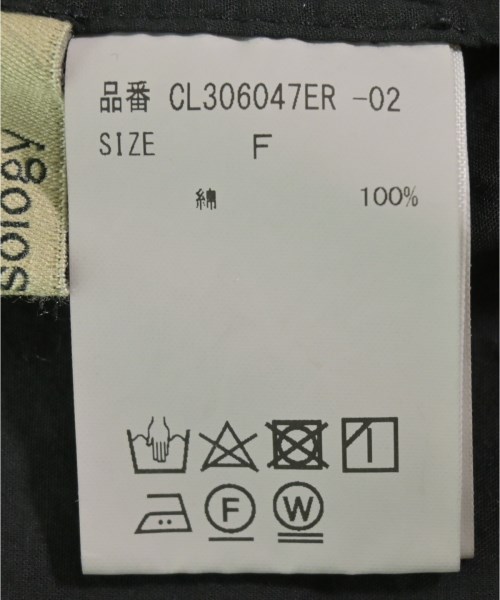 品番 CL306047ER -02
SIZE F
綿 100%
F W
sology